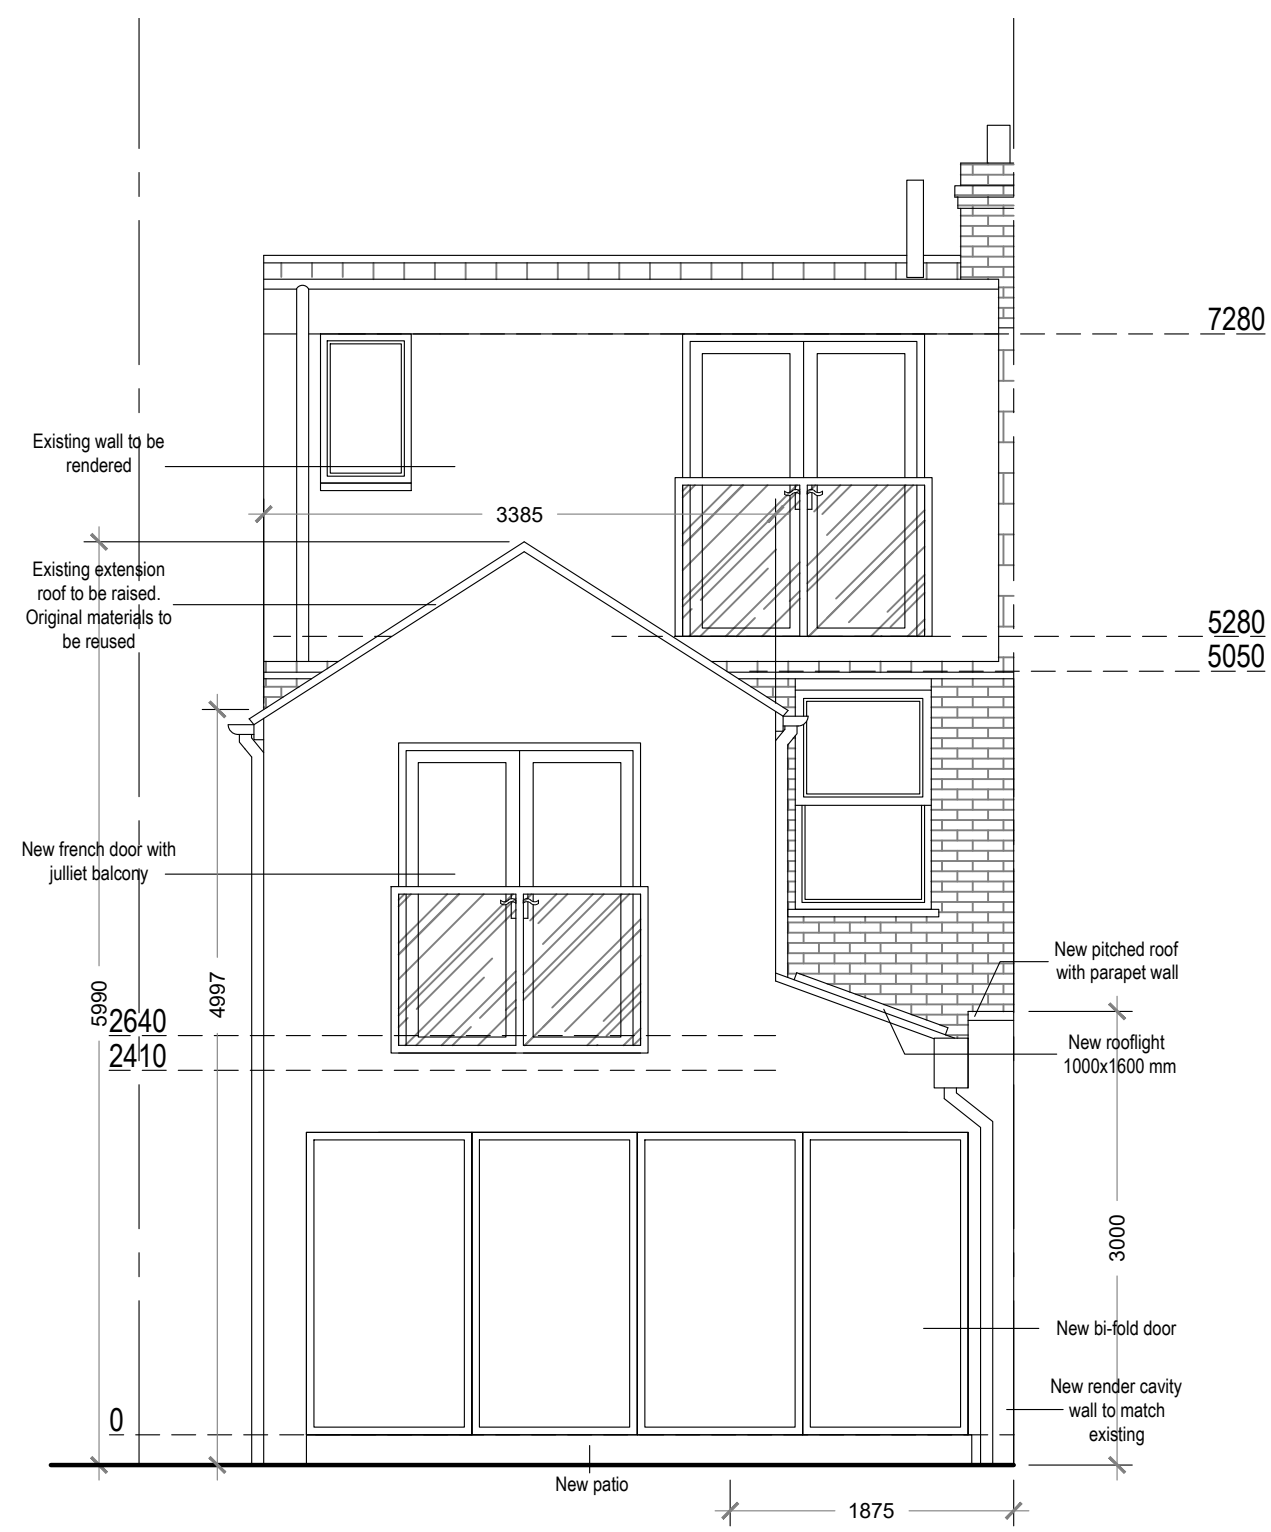 7280
Existing wall to be
rendered
3385
Existing extension
roof to be raised.
Original materials to
be reused
5280
5050
New french door with
julliet balcony
5990
4997
2640
2410
New pitched roof
with parapet wall
New rooflight
1000x1600 mm
3000
New bi-fold door
New render cavity
wall to match
existing
0
New patio
1875